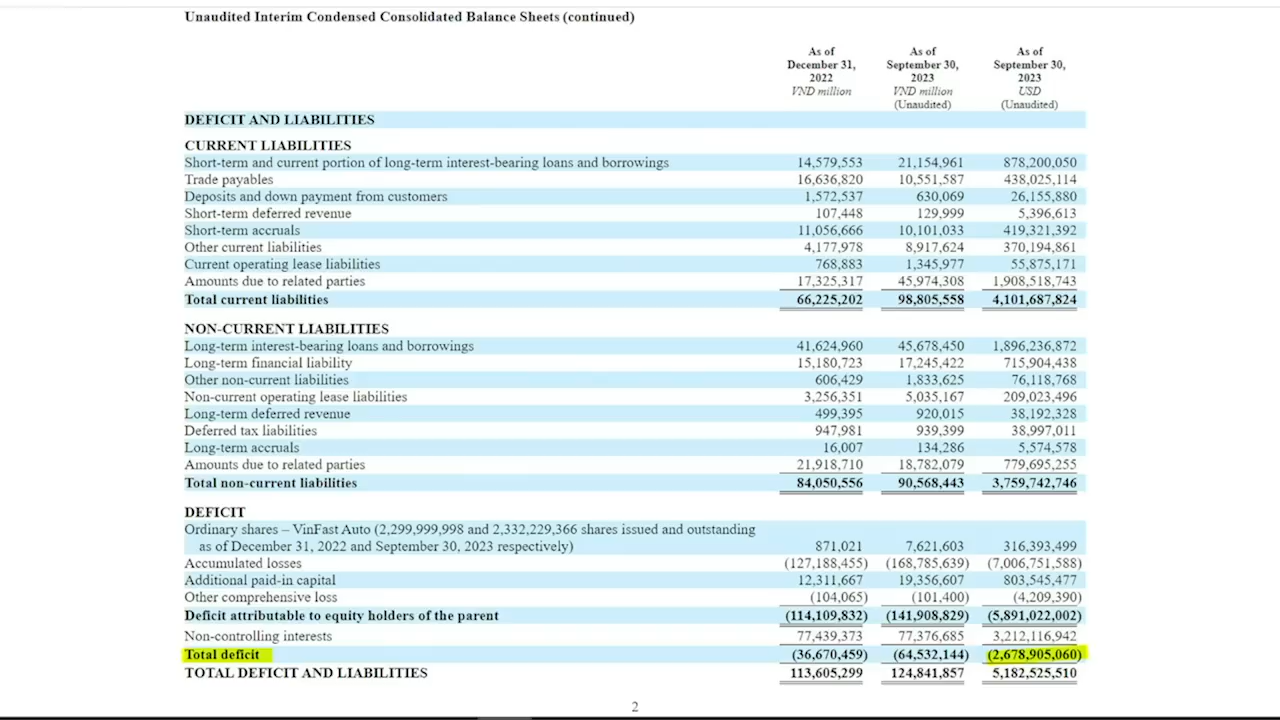 Unaudited Interim Condensed Consolidated Balance Sheets (continued)
As of As of As of
December 31, September 30, September 30,
2022 2023 2023
VND million VND million USD
(Unaudited) (Unaudited)
DEFICIT AND LIABILITIES
CURRENT LIABILITIES
Short-term and current portion of long-term interest-bearing loans and borrowings 14,579,553 21,154,961 878,200,050
Trade payables 16,636,820 10,551,587 438,025,114
Deposits and down payment from customers 1,572,537 630,069 26,155,880
Short-term deferred revenue 107,448 129,999 5,396,613
Short-term accruals 11,056,666 10,101,033 419,321,392
Other current liabilities 4,177,978 8,917,624 370,194,861
Current operating lease liabilities 768,883 1,345,977 55,875,171
Amounts due to related parties 17,325,317 45,974,308 1,908,518,743
Total current liabilities 66,225,202 98,805,558 4,101,687,824
NON-CURRENT LIABILITIES
Long-term interest-bearing loans and borrowings 41,624,960 45,678,450 1,896,236,872
Long-term financial liability 15,180,723 17,245,422 715,904,438
Other non-current liabilities 606,429 1,833,625 76,118,768
Non-current operating lease liabilities 3,256,351 5,035,167 209,023,496
Long-term deferred revenue 499,395 920,015 38,192,328
Deferred tax liabilities 947,981 939,399 38,997,011
Long-term accruals 16,007 134,286 5,574,578
Amounts due to related parties 21,918,710 18,782,079 779,695,255
Total non-current liabilities 84,050,556 90,568,443 3,759,742,746
DEFICIT
Ordinary shares – VinFast Auto (2,299,999,998 and 2,332,229,366 shares issued and outstanding
as of December 31, 2022 and September 30, 2023 respectively) 871,021 7,621,603 316,393,499
Accumulated losses (127,188,455) (168,785,639) (7,006,751,588)
Additional paid-in capital 12,311,667 19,356,607 803,545,477
Other comprehensive loss (104,065) (101,400) (4,209,390)
Deficit attributable to equity holders of the parent (114,109,832) (141,908,829) (5,891,022,002)
Non-controlling interests 77,439,373 77,376,685 3,212,116,942
Total deficit (36,670,459) (64,532,144) (2,678,905,060)
TOTAL DEFICIT AND LIABILITIES 113,605,299 124,841,857 5,182,525,510
2